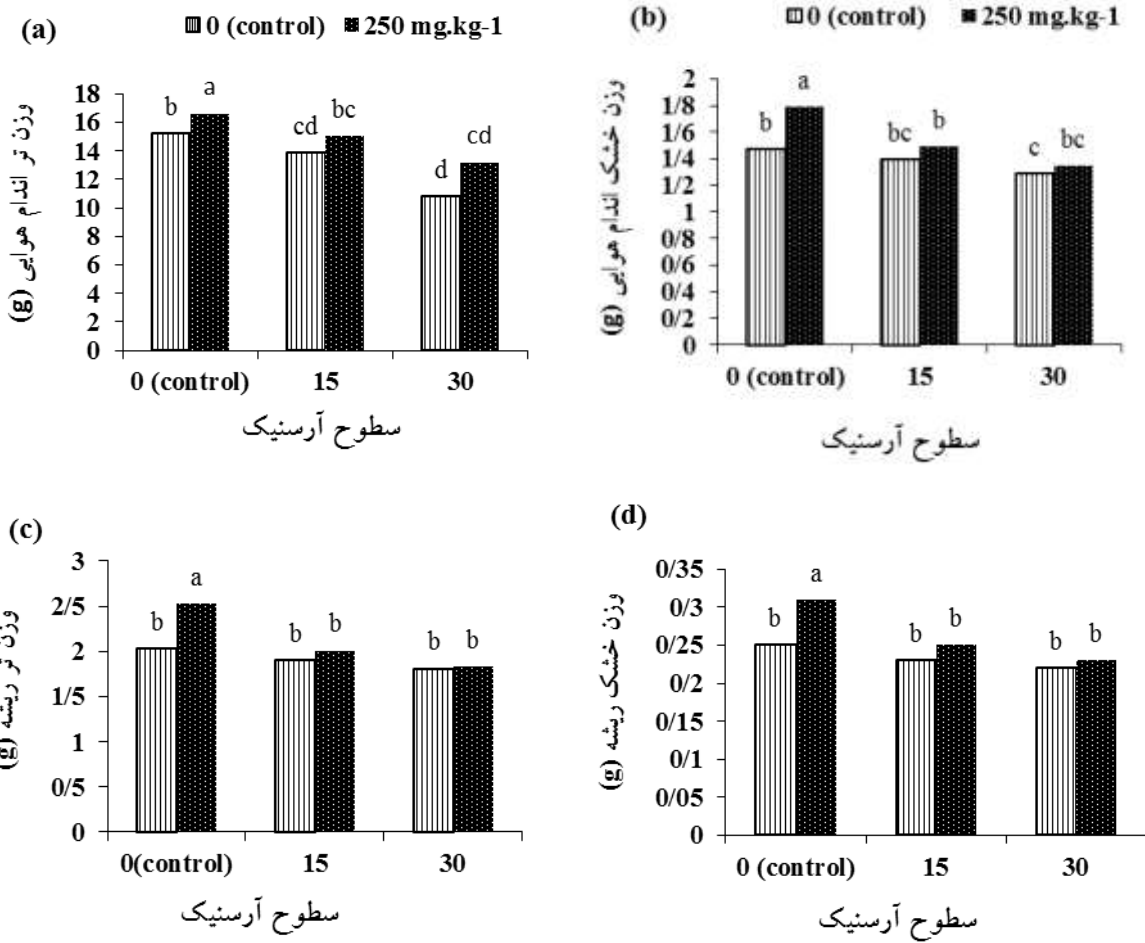 (a)
0 (control) 250 mg.kg-1
وزن تر اندام هوایی (g)
18
16
14
12
10
8
6
4
2
0
b a cd bc d cd
0 (control) 15 30
سطوح آرسنیک
(b)
0 (control) 250 mg.kg-1
وزن خشک اندام هوایی (g)
2
1/8
1/6
1/4
1/2
1
0/8
0/6
0/4
0/2
0
b a bc b c bc
0 (control) 15 30
سطوح آرسنیک
(c)
وزن تر ریشه (g)
3
2/5
2
1/5
1
0/5
0
b a b b b b
0(control) 15 30
سطوح آرسنیک
(d)
وزن خشک ریشه (g)
0/35
0/3
0/25
0/2
0/15
0/1
0/05
0
b a b b b b
0 (control) 15 30
سطوح آرسنیک